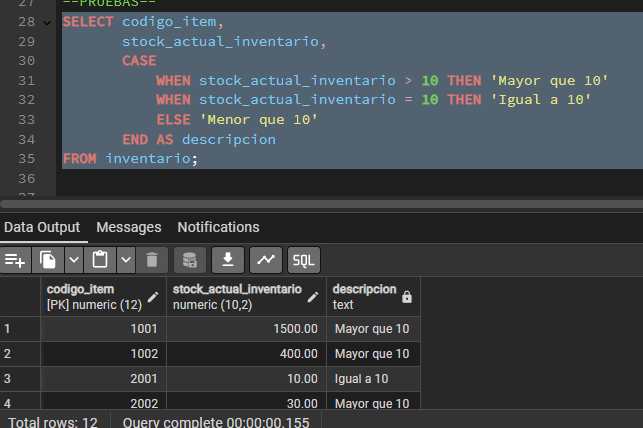 27 --PRUEBAS--
28 SELECT codigo_item,
29 stock_actual_inventario,
30 CASE
31 WHEN stock_actual_inventario > 10 THEN 'Mayor que 10'
32 WHEN stock_actual_inventario = 10 THEN 'Igual a 10'
33 ELSE 'Menor que 10'
34 END AS descripcion
35 FROM inventario;
36
37
Data Output Messages Notifications
SQL
codigo_item stock_actual_inventario descripcion
[PK] numeric (12) numeric (10,2) text
1 1001 1500.00 Mayor que 10
2 1002 400.00 Mayor que 10
3 2001 10.00 Igual a 10
4 2002 30.00 Mayor que 10
Total rows: 12 Query complete 00:00:00.155